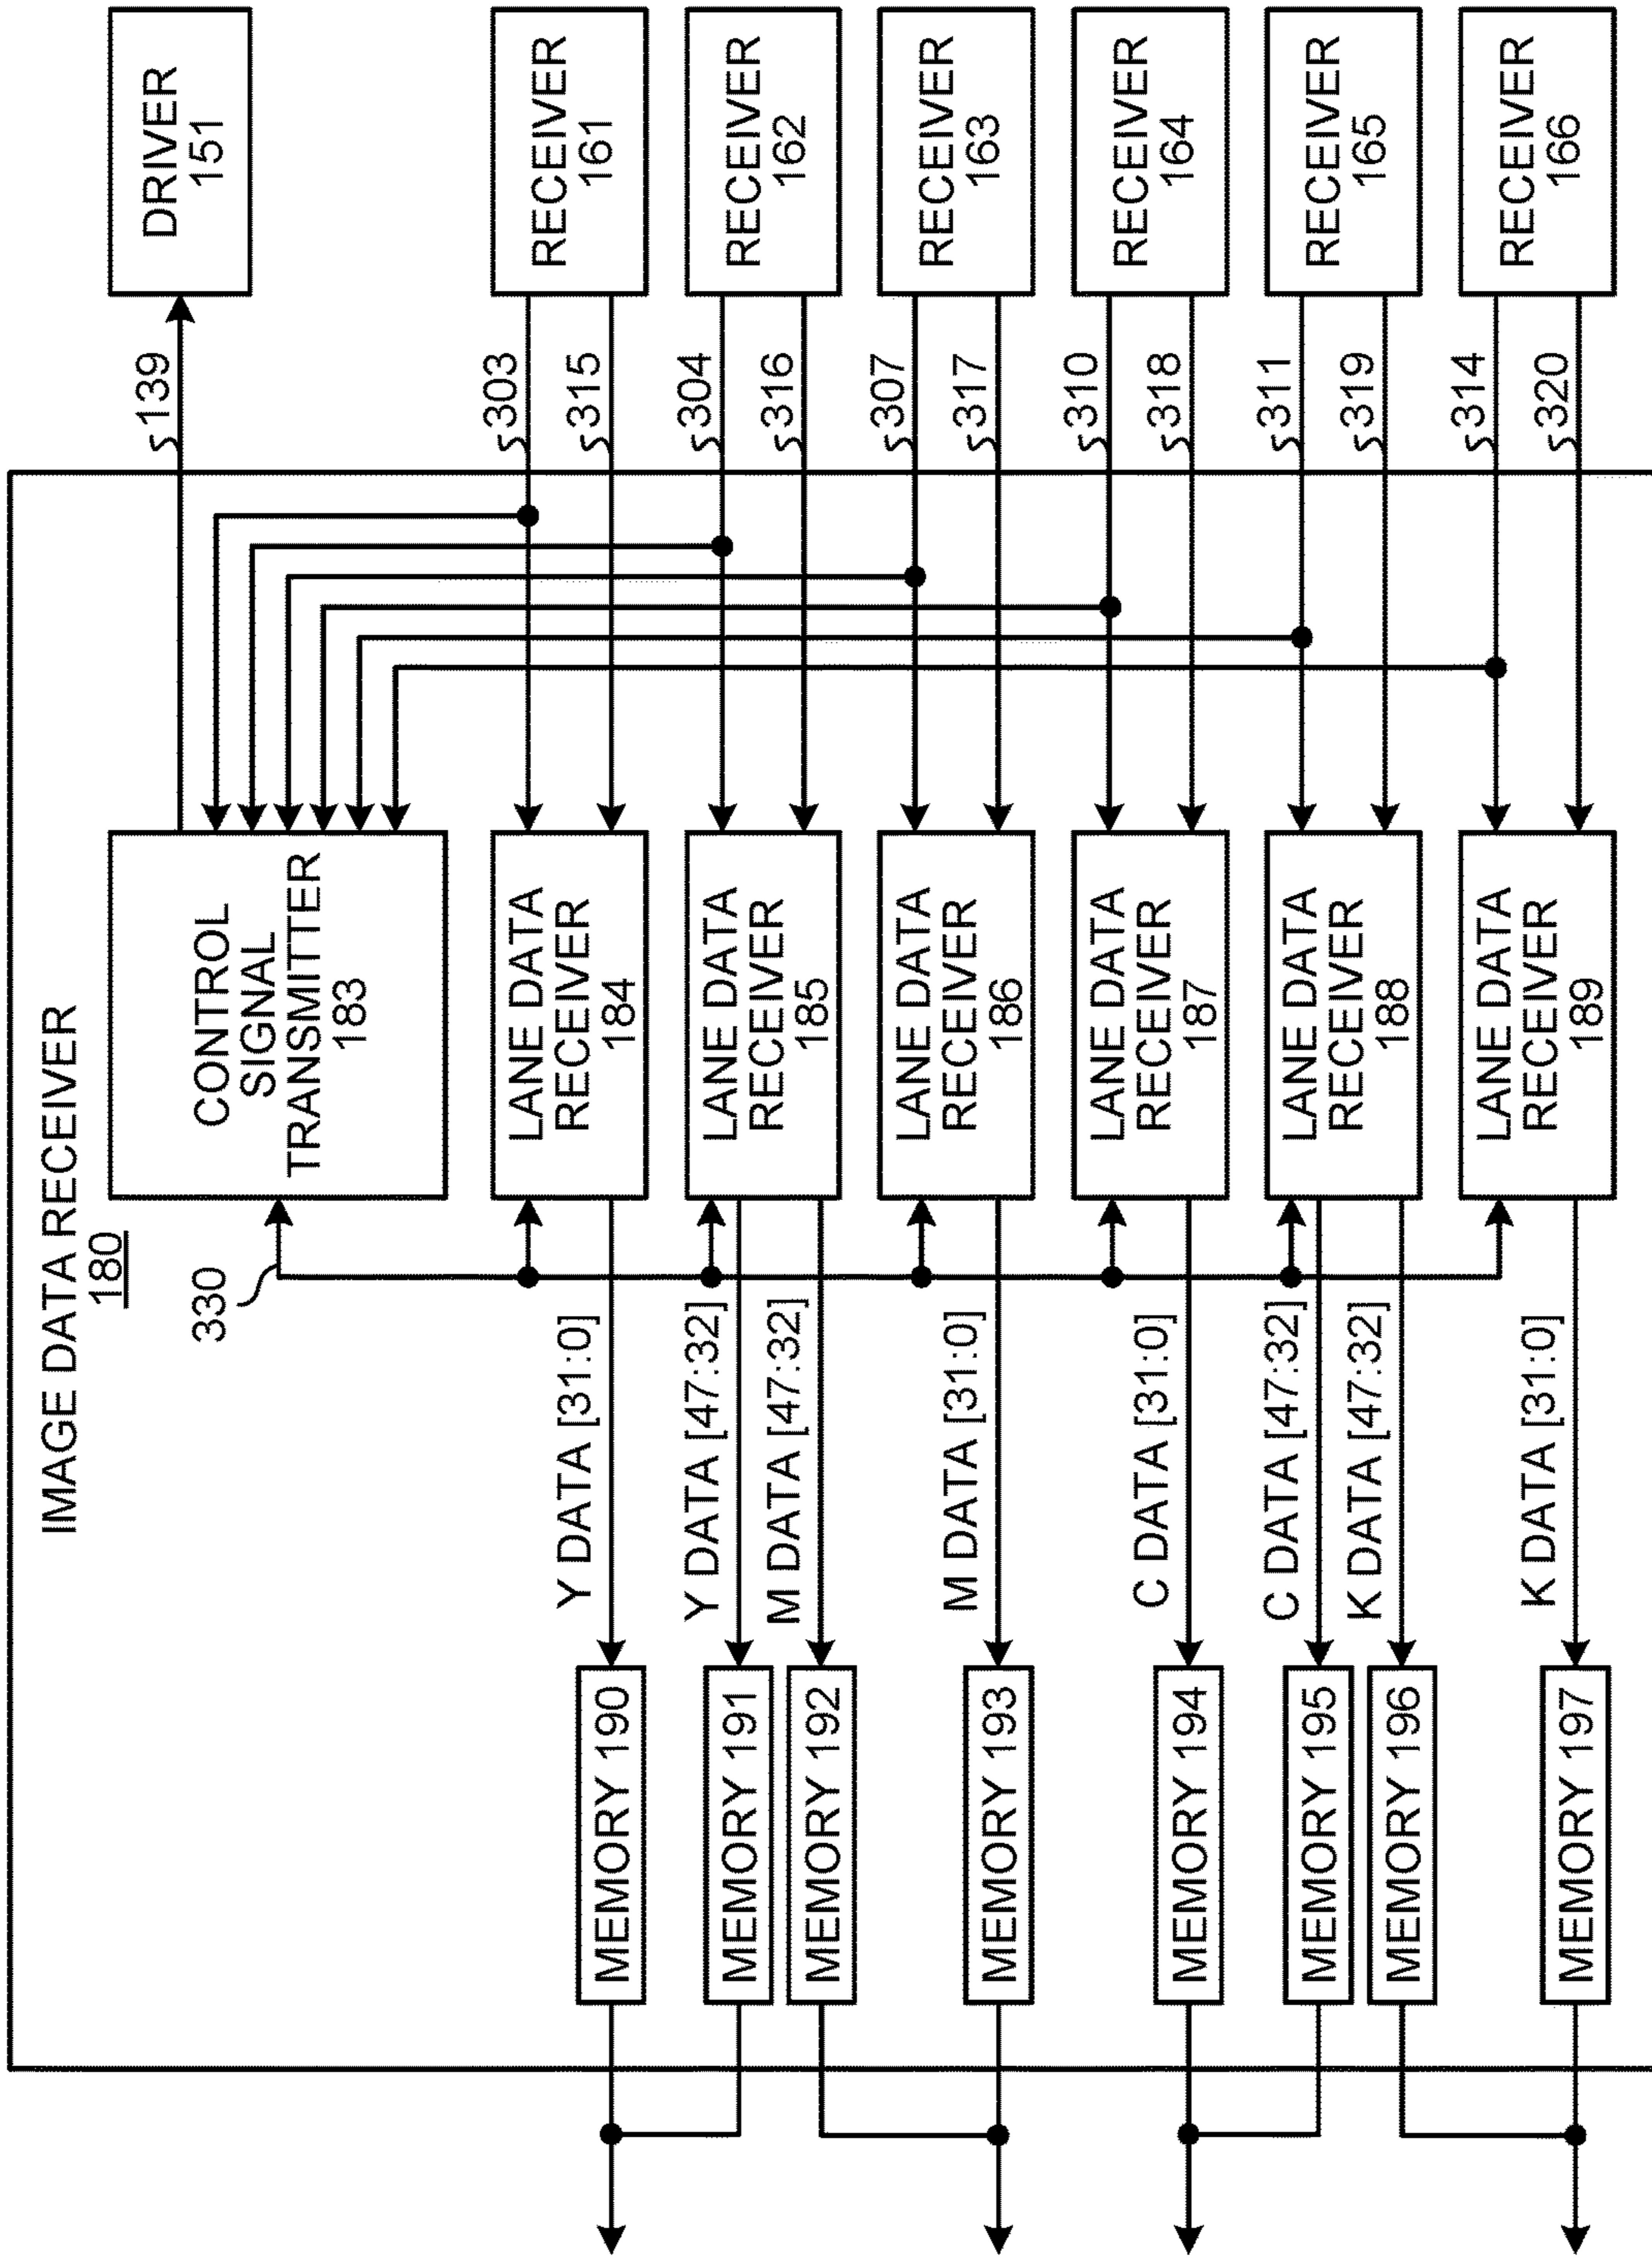 IMAGE DATA RECEIVER
180
DRIVER
151
139
CONTROL
SIGNAL
TRANSMITTER
183
330
RECEIVER
161
303
315
LANE DATA
RECEIVER
184
Y DATA [31:0]
MEMORY 190
RECEIVER
162
304
316
LANE DATA
RECEIVER
185
Y DATA [47:32]
M DATA [47:32]
MEMORY 191
MEMORY 192
RECEIVER
163
307
317
LANE DATA
RECEIVER
186
M DATA [31:0]
MEMORY 193
RECEIVER
164
310
318
LANE DATA
RECEIVER
187
C DATA [31:0]
MEMORY 194
RECEIVER
165
311
319
LANE DATA
RECEIVER
188
C DATA [47:32]
K DATA [47:32]
MEMORY 195
MEMORY 196
RECEIVER
166
314
320
LANE DATA
RECEIVER
189
K DATA [31:0]
MEMORY 197